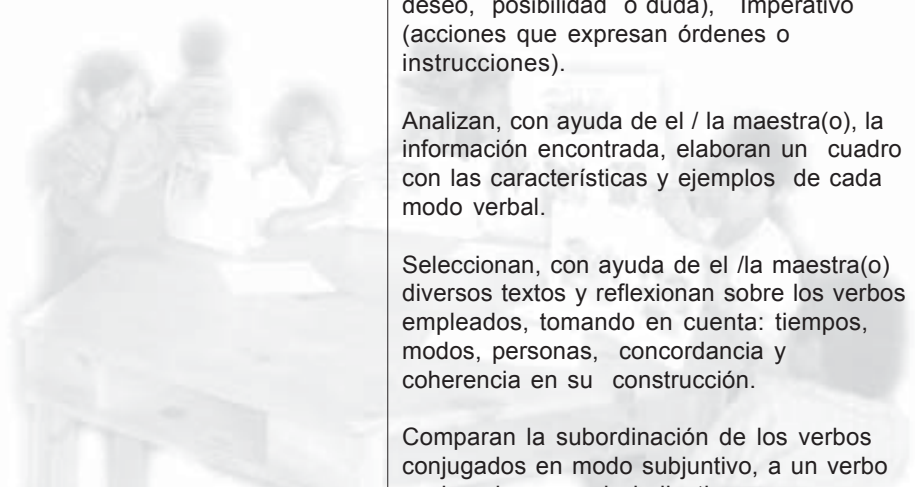 deseo, posibilidad o duda), Imperativo
(acciones que expresan órdenes o
instrucciones).
Analizan, con ayuda de el / la maestra(o), la
información encontrada, elaboran un cuadro
con las características y ejemplos de cada
modo verbal.
Seleccionan, con ayuda de el /la maestra(o)
diversos textos y reflexionan sobre los verbos
empleados, tomando en cuenta: tiempos,
modos, personas, concordancia y
coherencia en su construcción.
Comparan la subordinación de los verbos
conjugados en modo subjuntivo, a un verbo